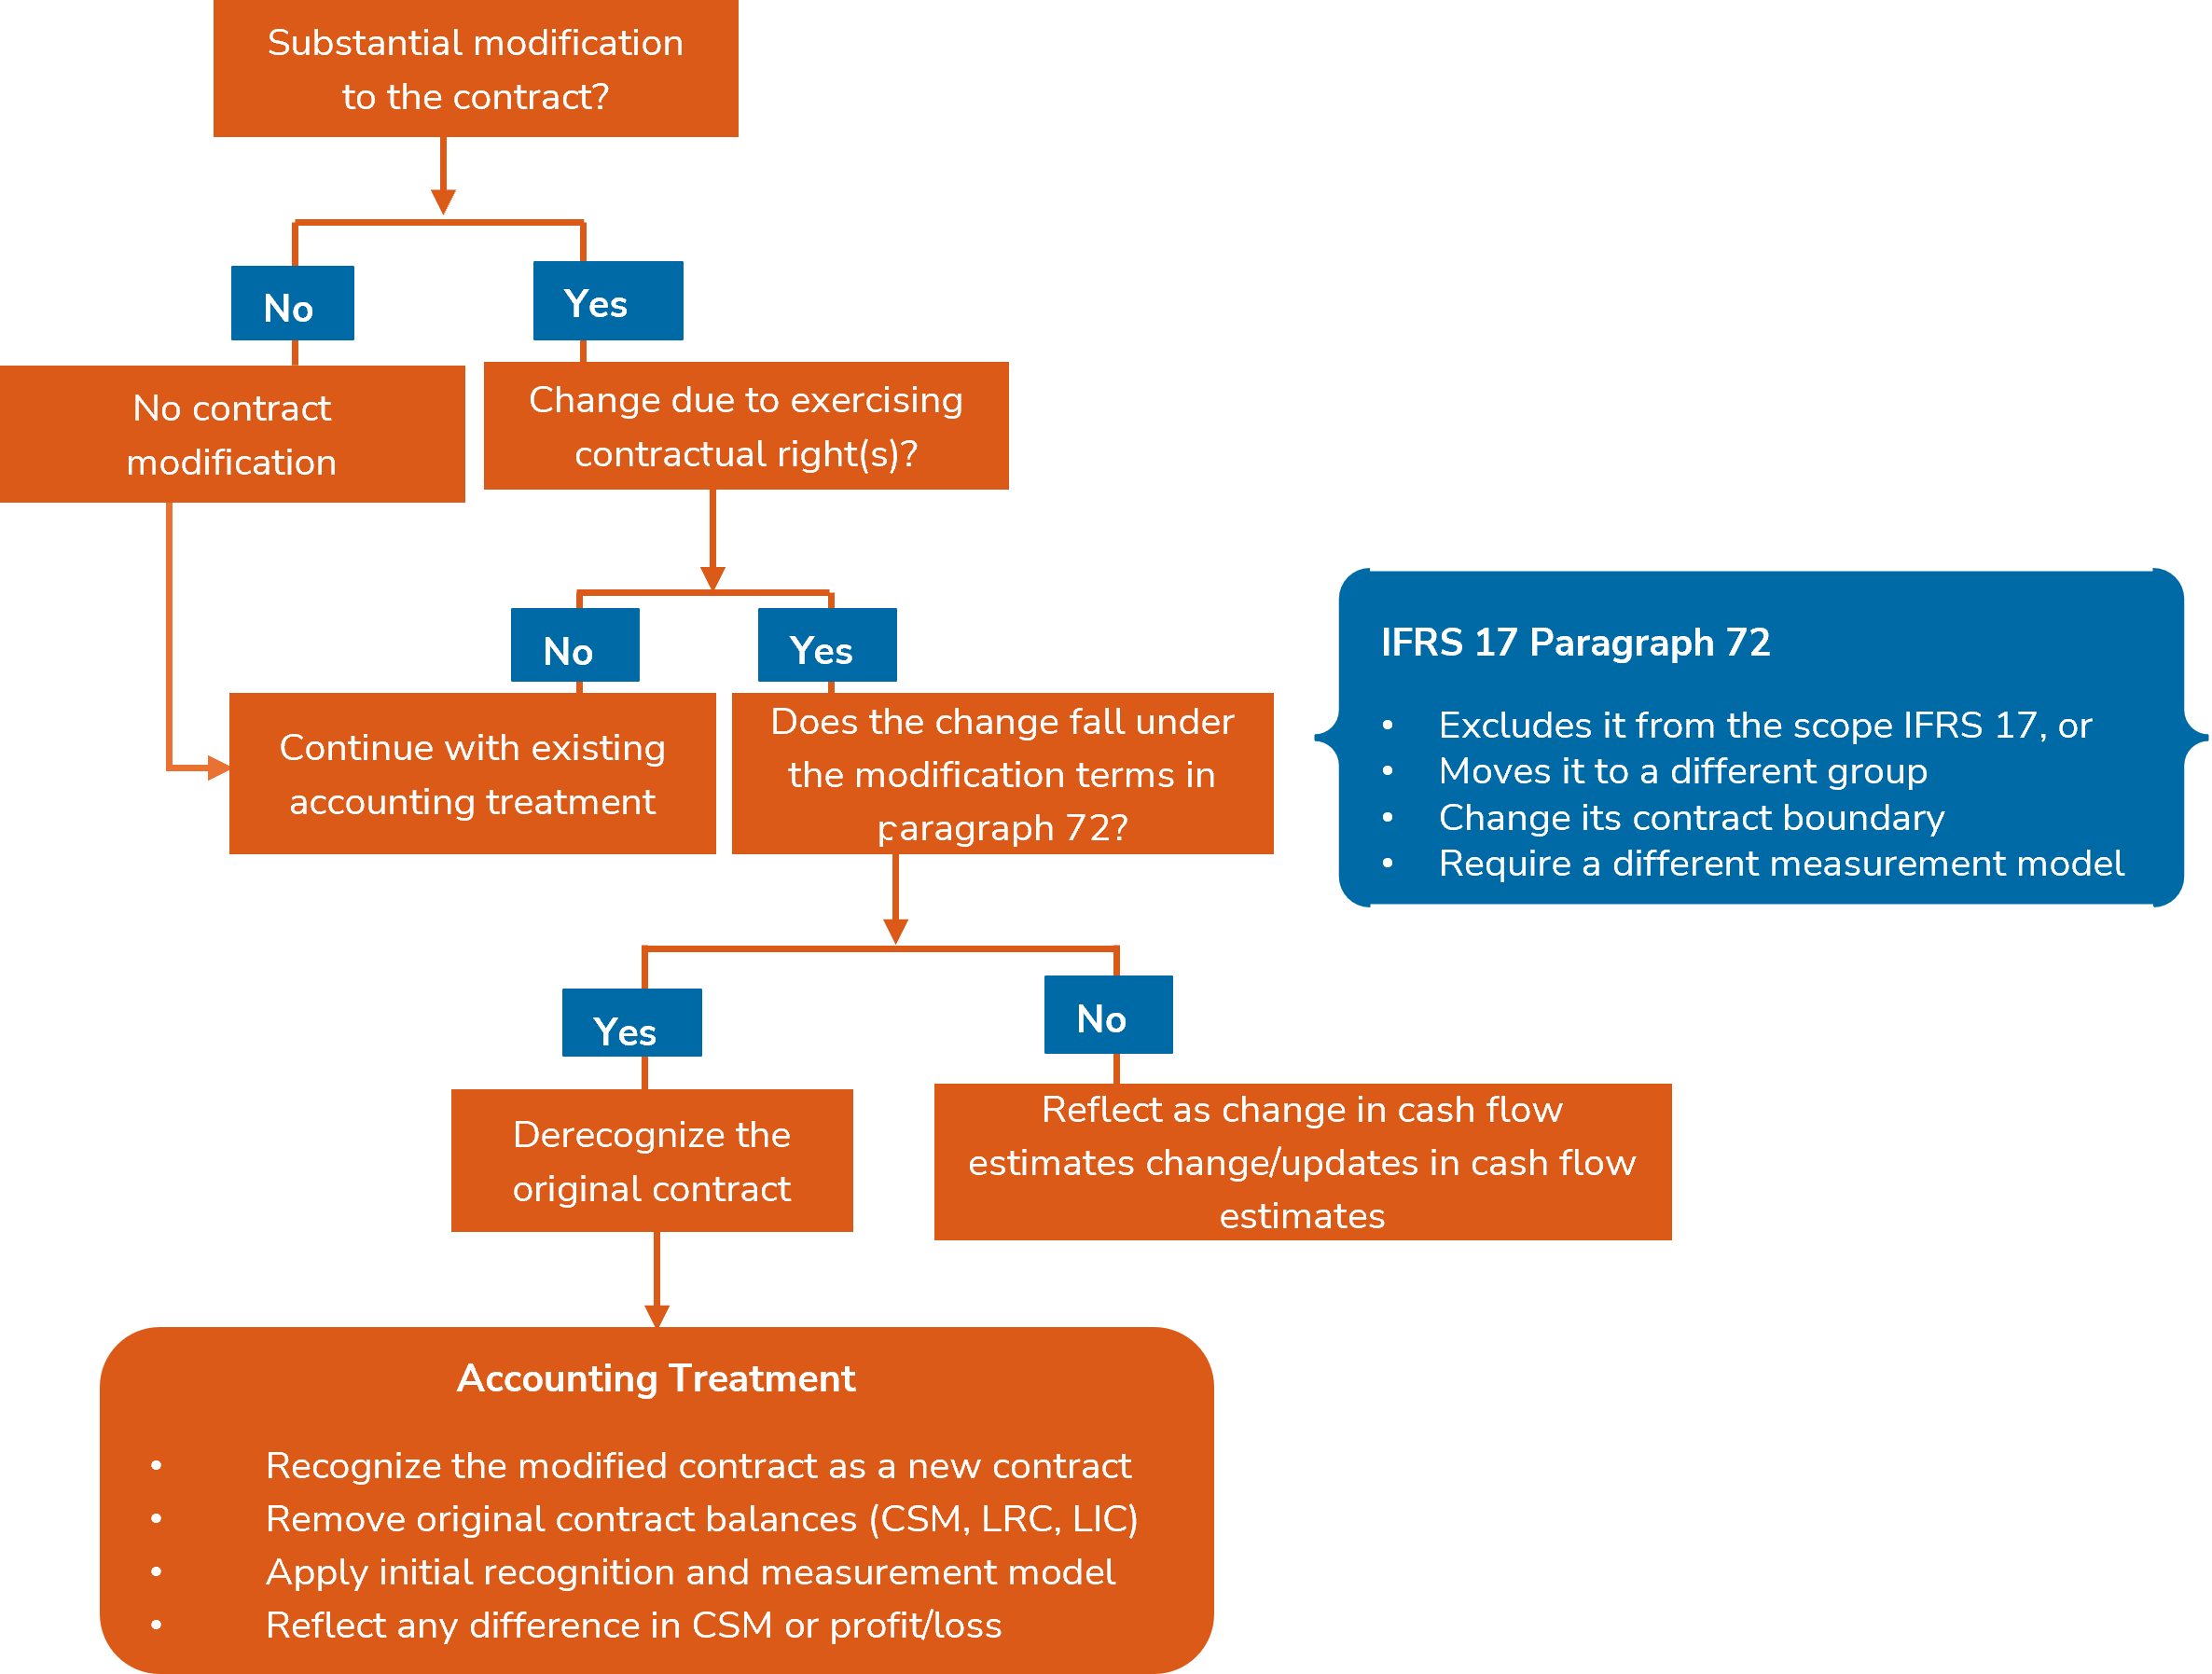 Substantial modification
to the contract?
No
Yes
No contract
modification
Change due to exercising
contractual right(s)?
No
Yes
Continue with existing
accounting treatment
Does the change fall under
the modification terms in
paragraph 72?
IFRS 17 Paragraph 72
• Excludes it from the scope IFRS 17, or
• Moves it to a different group
• Change its contract boundary
• Require a different measurement model
Yes
No
Derecognize the
original contract
Reflect as change in cash flow
estimates change/updates in cash flow
estimates
Accounting Treatment
• Recognize the modified contract as a new contract
• Remove original contract balances (CSM, LRC, LIC)
• Apply initial recognition and measurement model
• Reflect any difference in CSM or profit/loss